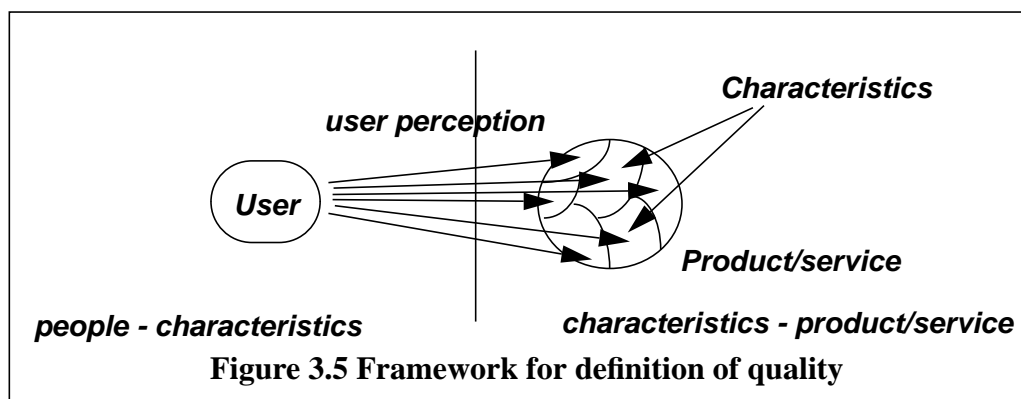 Characteristics
user perception
User
Product/service
people - characteristics
characteristics - product/service
Figure 3.5 Framework for definition of quality